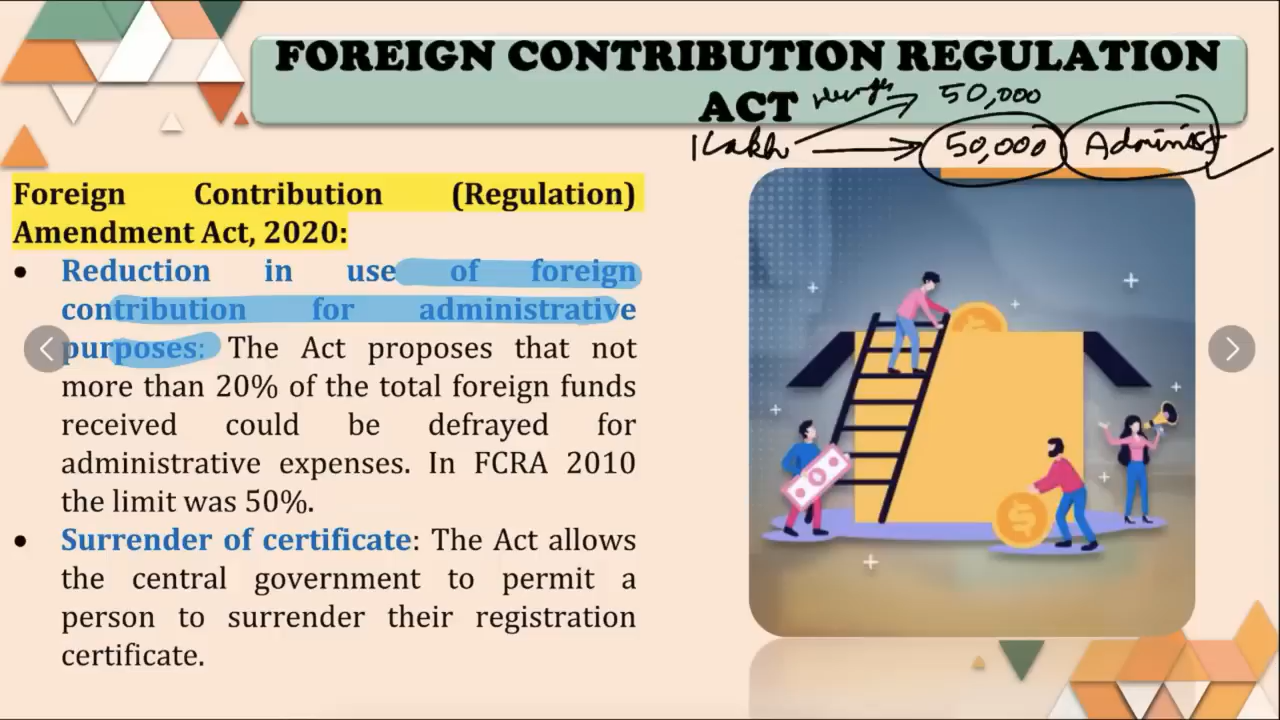 FOREIGN CONTRIBUTION REGULATION
ACT
50,000
1 Lakh
50,000
Administ
Foreign Contribution (Regulation)
Amendment Act, 2020:
• Reduction in use of foreign
contribution for administrative
purposes: The Act proposes that not
more than 20% of the total foreign funds
received could be defrayed for
administrative expenses. In FCRA 2010
the limit was 50%.
• Surrender of certificate: The Act allows
the central government to permit a
person to surrender their registration
certificate.